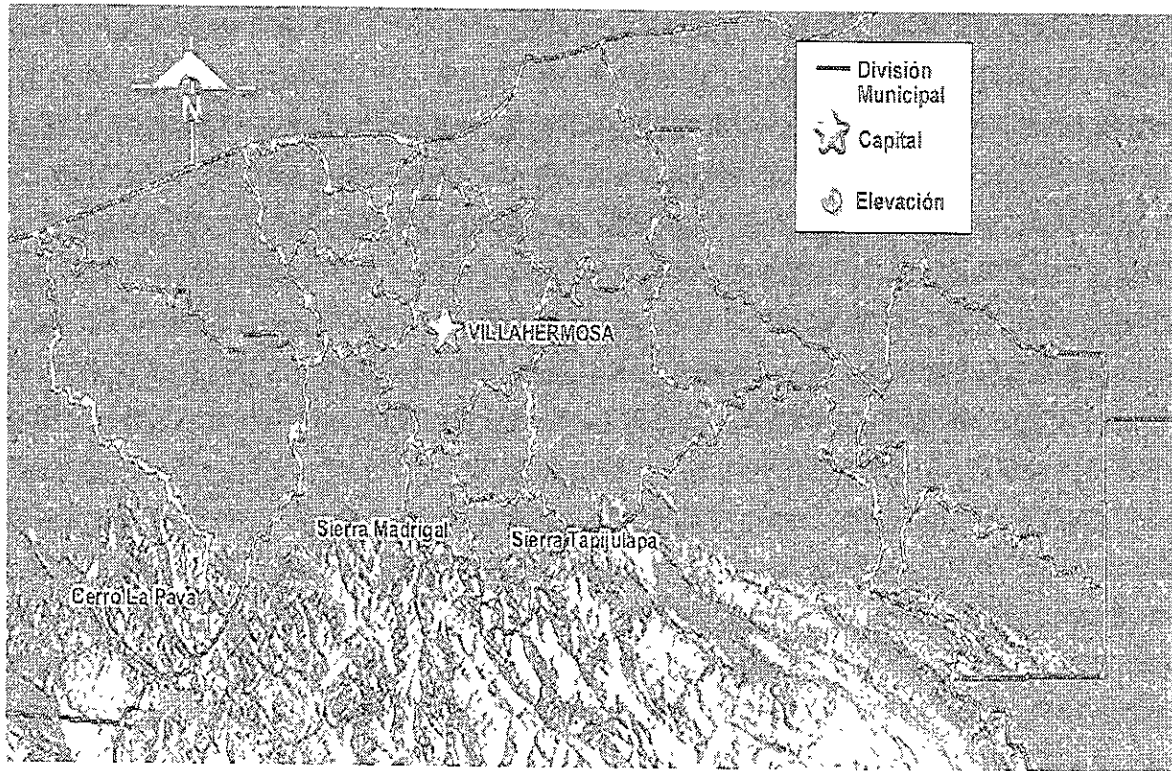 N
División
Municipal
Capital
Elevación
VILLAHERMOSA
Sierra Madrigal
Sierra Tapijulapa
Cerro La Pava